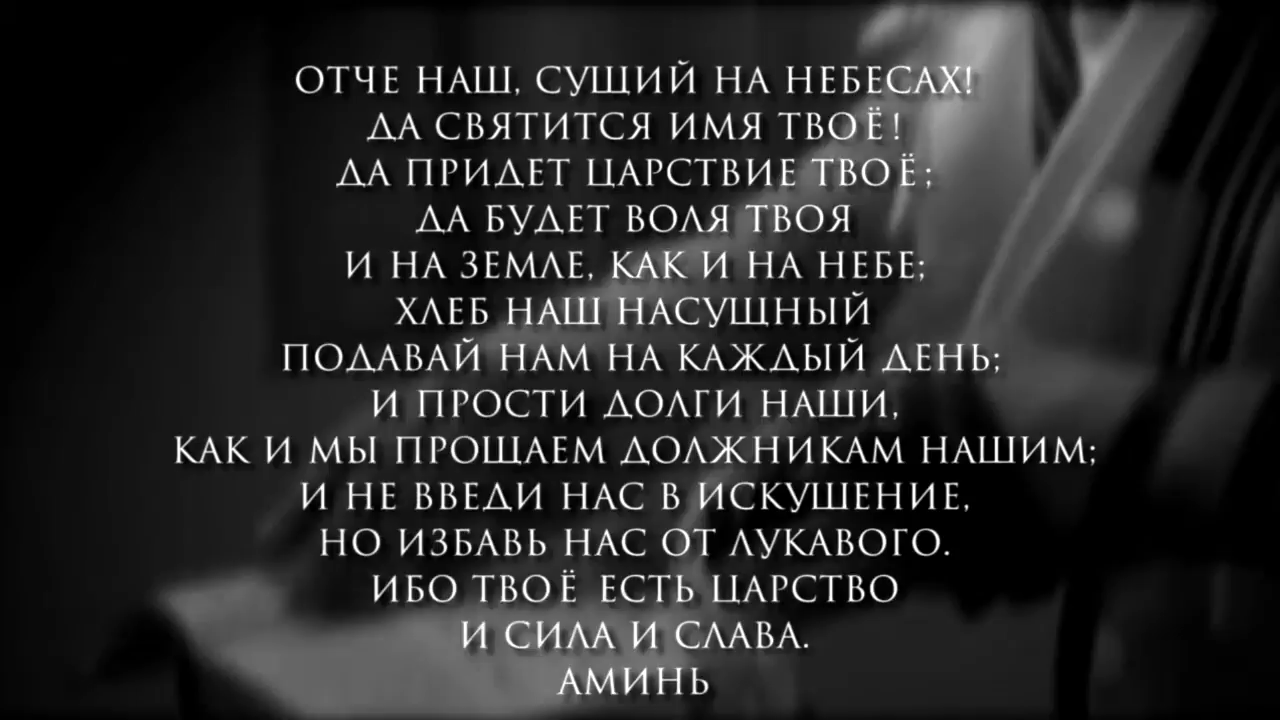 ОТЧЕ НАШ, СУЩИЙ НА НЕБЕСАХ!
ДА СВЯТИТСЯ ИМЯ ТВОЁ!
ДА ПРИДЕТ ЦАРСТВИЕ ТВОЁ;
ДА БУДЕТ ВОЛЯ ТВОЯ
И НА ЗЕМЛЕ, КАК И НА НЕБЕ;
ХЛЕБ НАШ НАСУЩНЫЙ
ПОДАВАЙ НАМ НА КАЖДЫЙ ДЕНЬ;
И ПРОСТИ ДОЛГИ НАШИ,
КАК И МЫ ПРОЩАЕМ ДОЛЖНИКАМ НАШИМ;
И НЕ ВВЕДИ НАС В ИСКУШЕНИЕ,
НО ИЗБАВЬ НАС ОТ ЛУКАВОГО.
ИБО ТВОЁ ЕСТЬ ЦАРСТВО
И СИЛА И СЛАВА.
АМИНЬ